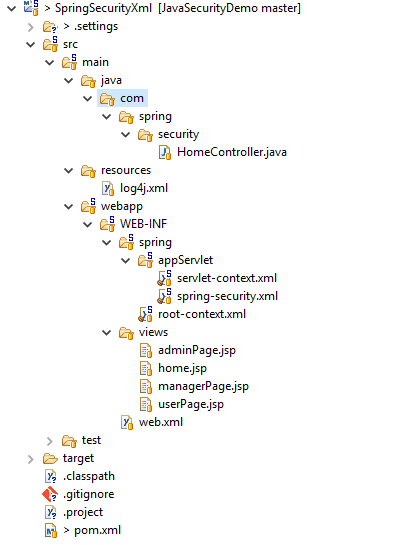 > SpringSecurityXml [JavaSecurityDemo master]
> .settings
src
main
java
com
spring
security
HomeController.java
resources
log4j.xml
webapp
WEB-INF
spring
appServlet
servlet-context.xml
spring-security.xml
root-context.xml
views
adminPage.jsp
home.jsp
managerPage.jsp
userPage.jsp
web.xml
test
target
.classpath
.gitignore
.project
> pom.xml